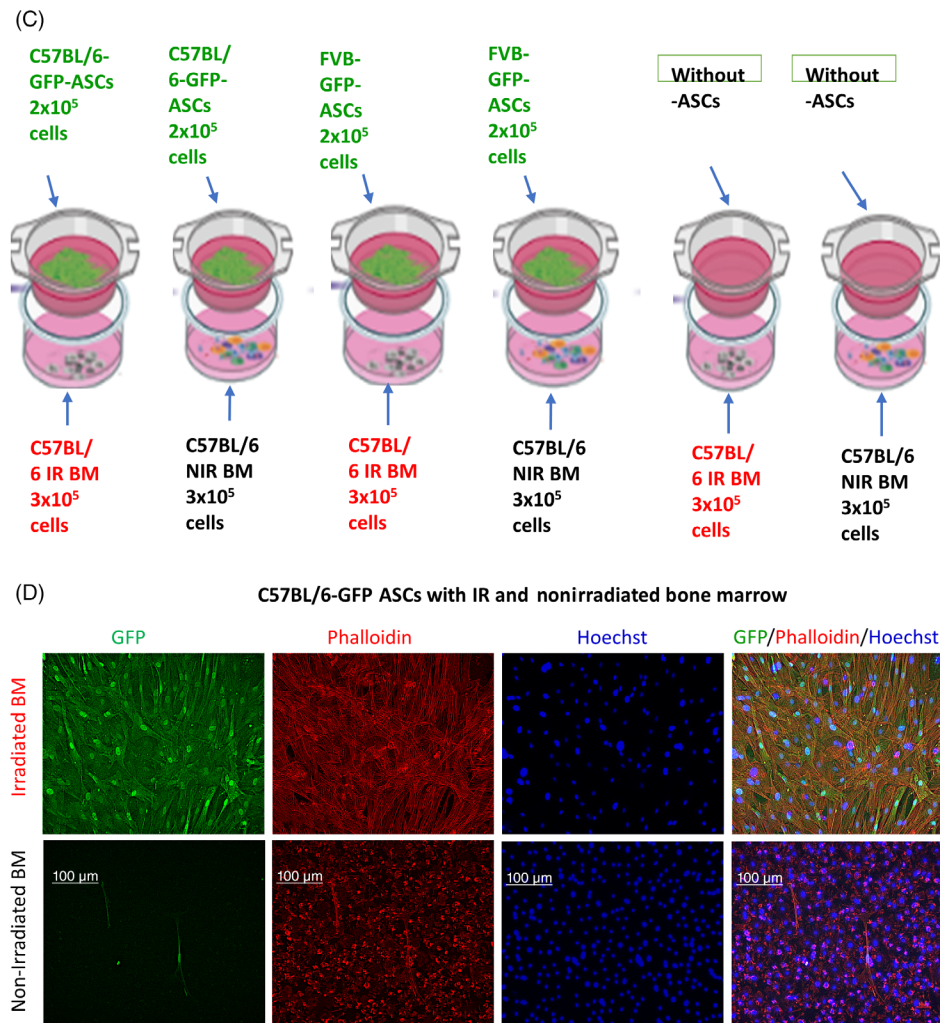 (C)
C57BL/6-
GFP-ASCs
2x10⁵
cells
C57BL/
6-GFP-
ASCs
2x10⁵
cells
FVB-
GFP-
ASCs
2x10⁵
cells
FVB-
GFP-
ASCs
2x10⁵
cells
Without
-ASCs
Without
-ASCs
C57BL/
6 IR BM
3x10⁵
cells
C57BL/6
NIR BM
3x10⁵
cells
C57BL/
6 IR BM
3x10⁵
cells
C57BL/6
NIR BM
3x10⁵
cells
C57BL/
6 IR BM
3x10⁵
cells
C57BL/6
NIR BM
3x10⁵
cells
(D)
C57BL/6-GFP ASCs with IR and nonirradiated bone marrow
GFP
Phalloidin
Hoechst
GFP/Phalloidin/Hoechst
Irradiated BM
Non-Irradiated BM
100 µm
100 µm
100 µm
100 µm